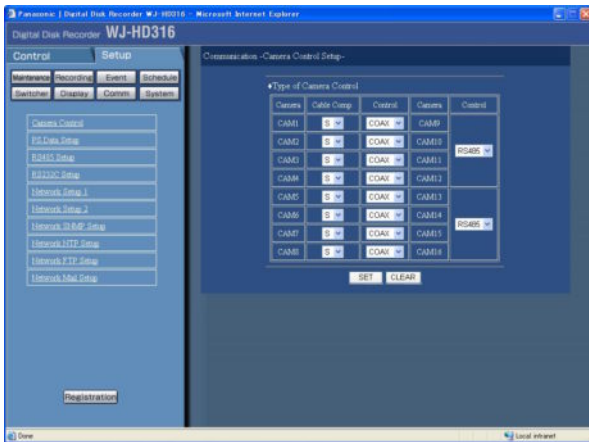 Panasonic | Digital Disk Recorder WJ-HD316 - Microsoft Internet Explorer
Digital Disk Recorder WJ-HD316
Control Setup
Communication -Camera Control Setup-
Maintenance Recording Event Schedule
Switcher Display Comm System
♦Type of Camera Control
Camera Cable Comp Control Camera Control
CAM1 S COAX CAM9
CAM2 S COAX CAM10
CAM3 S COAX CAM11
CAM4 S COAX CAM12
RS485
CAM5 S COAX CAM13
CAM6 S COAX CAM14
CAM7 S COAX CAM15
CAM8 S COAX CAM16
RS485
SET CLEAR
Camera Control
PS Data Setup
RS485 Setup
RS232C Setup
Network Setup 1
Network Setup 2
Network SNMP Setup
Network NTP Setup
Network FTP Setup
Network Mail Setup
Registration
Done Local intranet